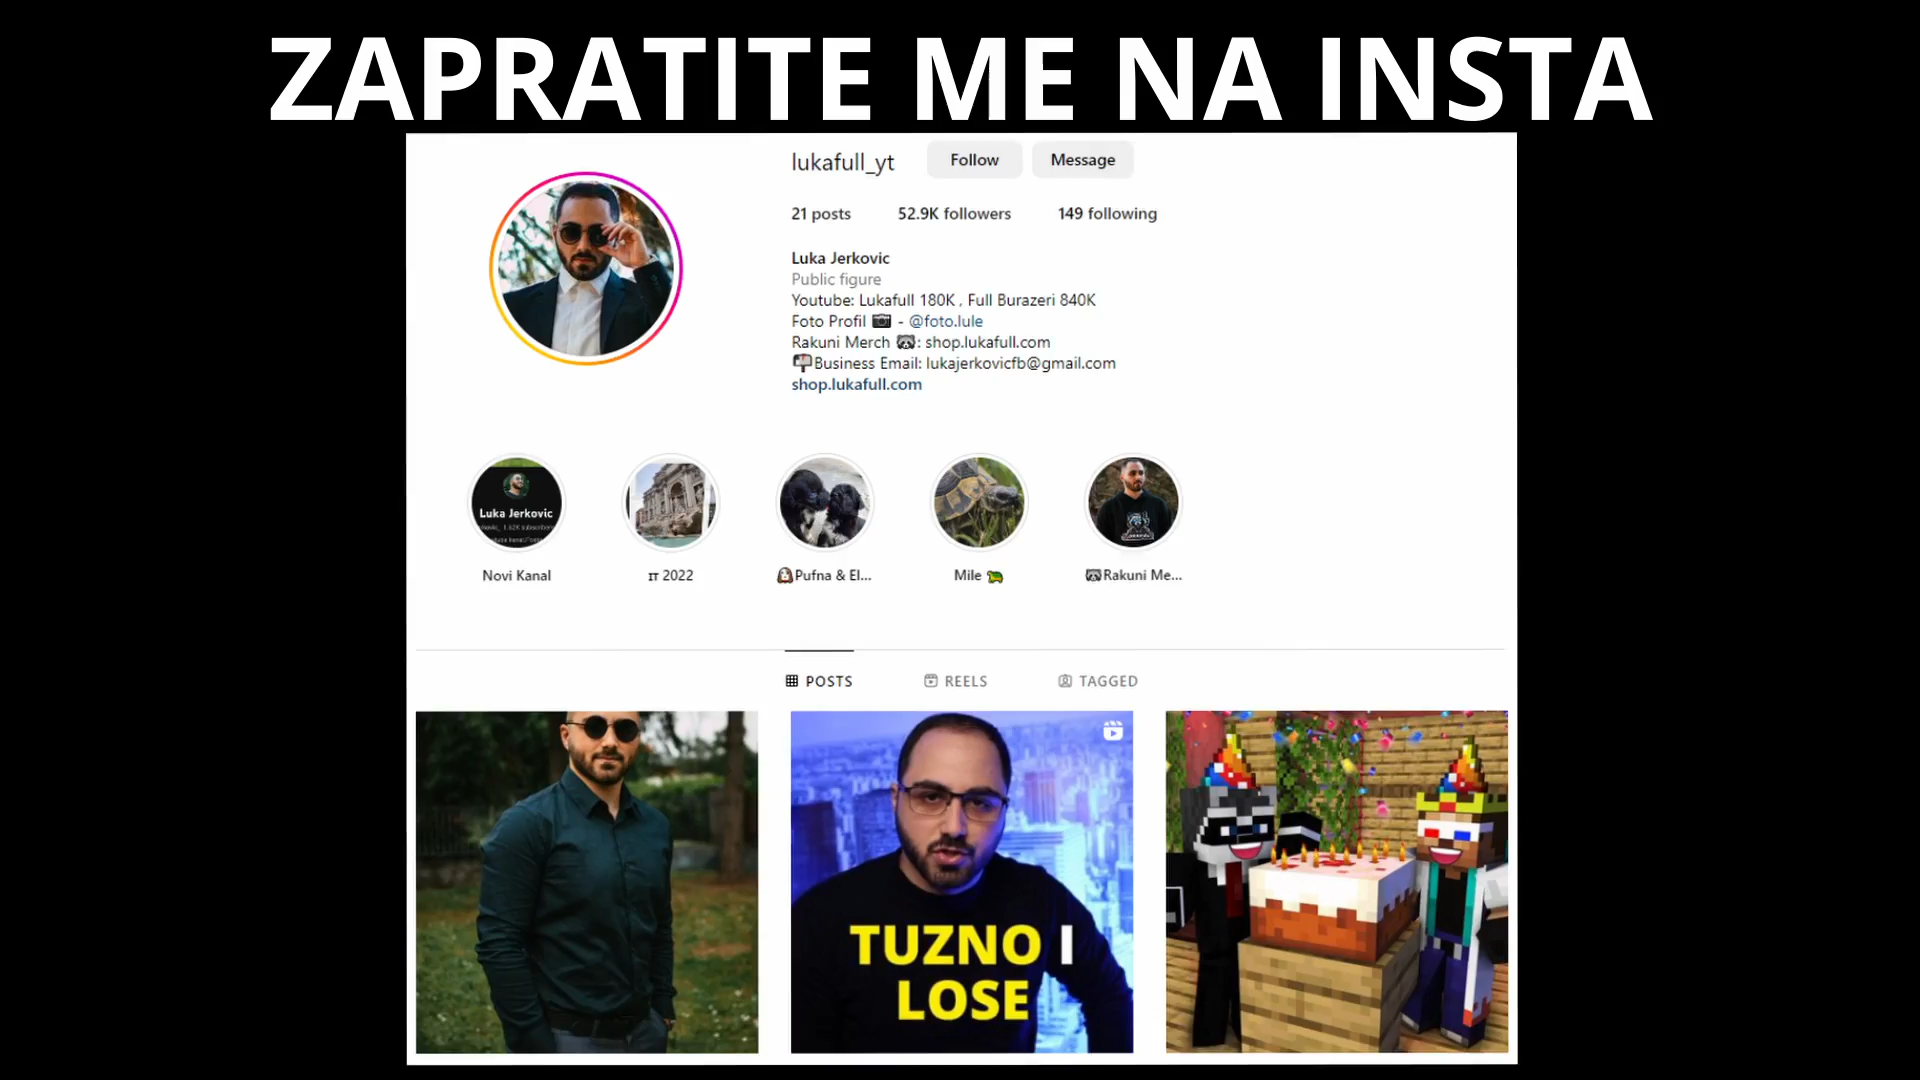 ZAPRATITE ME NA INSTA
lukafull_yt Follow Message
21 posts 52.9K followers 149 following
Luka Jerkovic
Public figure
Youtube: Lukafull 180K , Full Burazeri 840K
Foto Profil 📷 - @foto.lule
Rakuni Merch 🦝: shop.lukafull.com
📬Business Email: lukajerkovicfb@gmail.com
shop.lukafull.com
Luka Jerkovic
Novi Kanal IT 2022 Pufna & El... Mile 🐢 🦝Rakuni Me...
POSTS REELS TAGGED
TUZNO I
LOSE